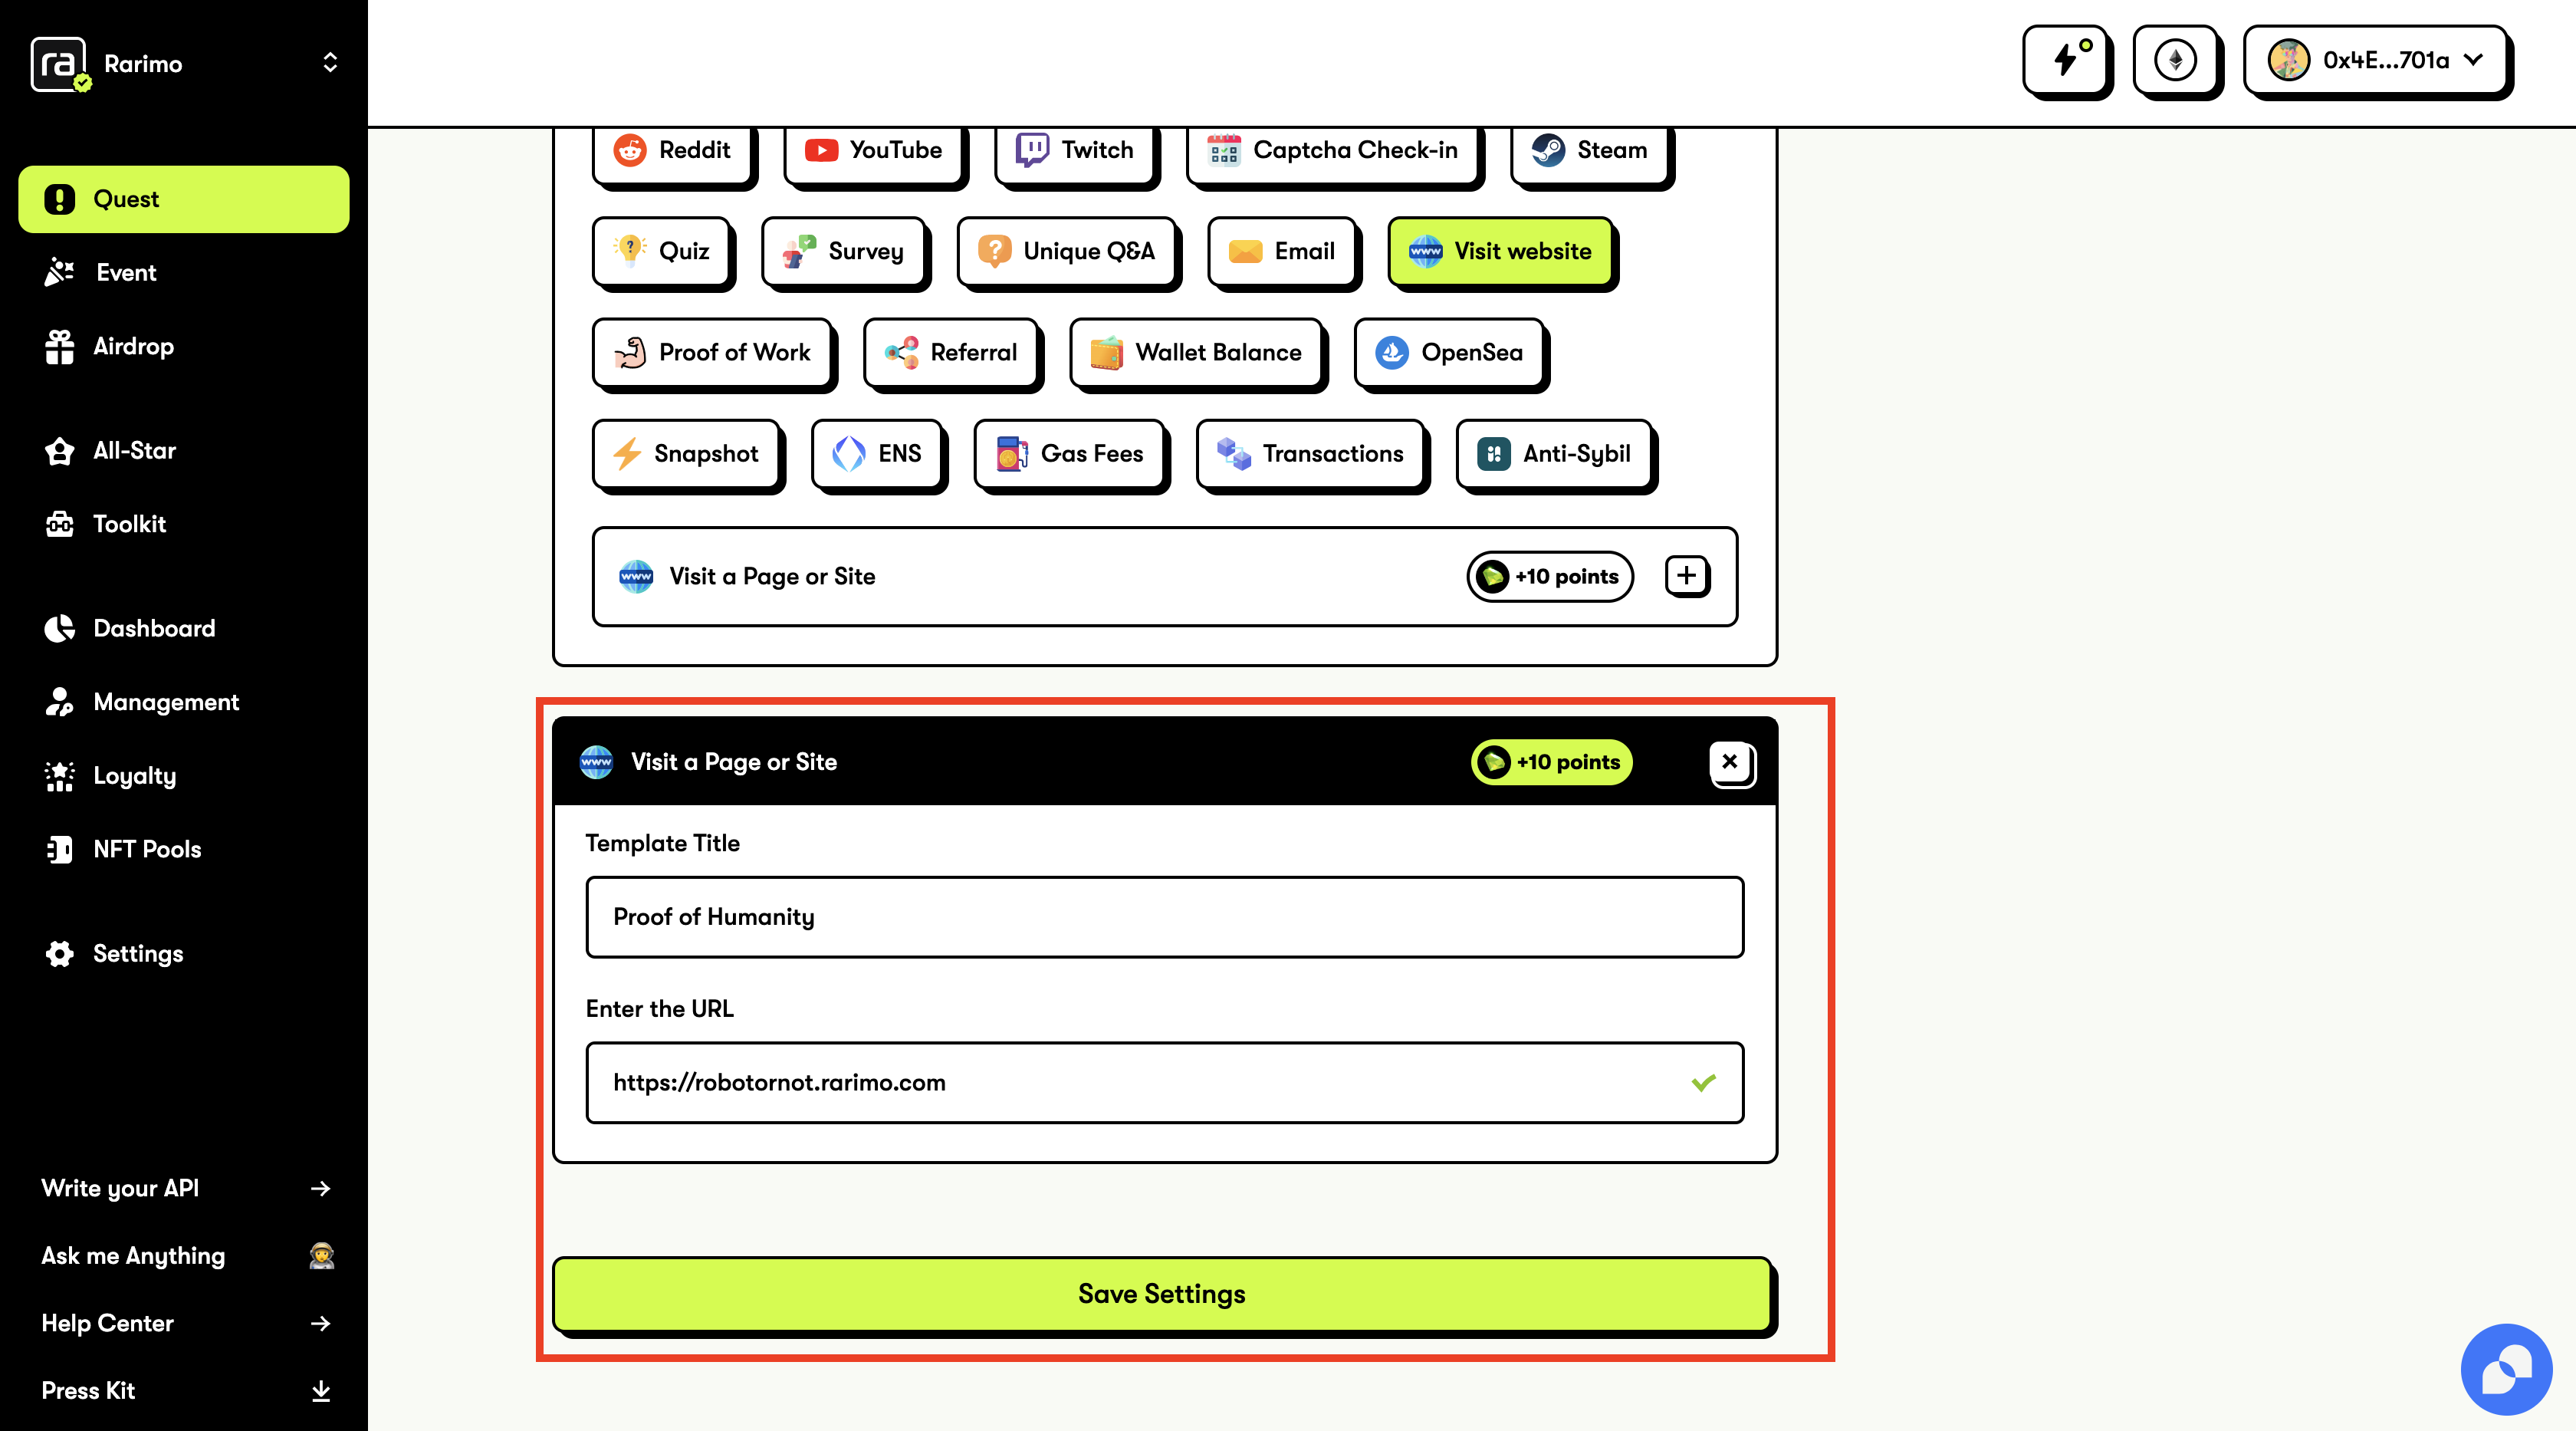 ra Rarimo
Quest
Event
Airdrop
All-Star
Toolkit
Dashboard
Management
Loyalty
NFT Pools
Settings
Write your API
Ask me Anything
Help Center
Press Kit
0x4E...701a
Reddit YouTube Twitch Captcha Check-in Steam
Quiz Survey Unique Q&A Email www Visit website
Proof of Work Referral Wallet Balance OpenSea
Snapshot ENS Gas Fees Transactions Anti-Sybil
www Visit a Page or Site +10 points
www Visit a Page or Site +10 points
Template Title
Proof of Humanity
Enter the URL
https://robotornot.rarimo.com
Save Settings